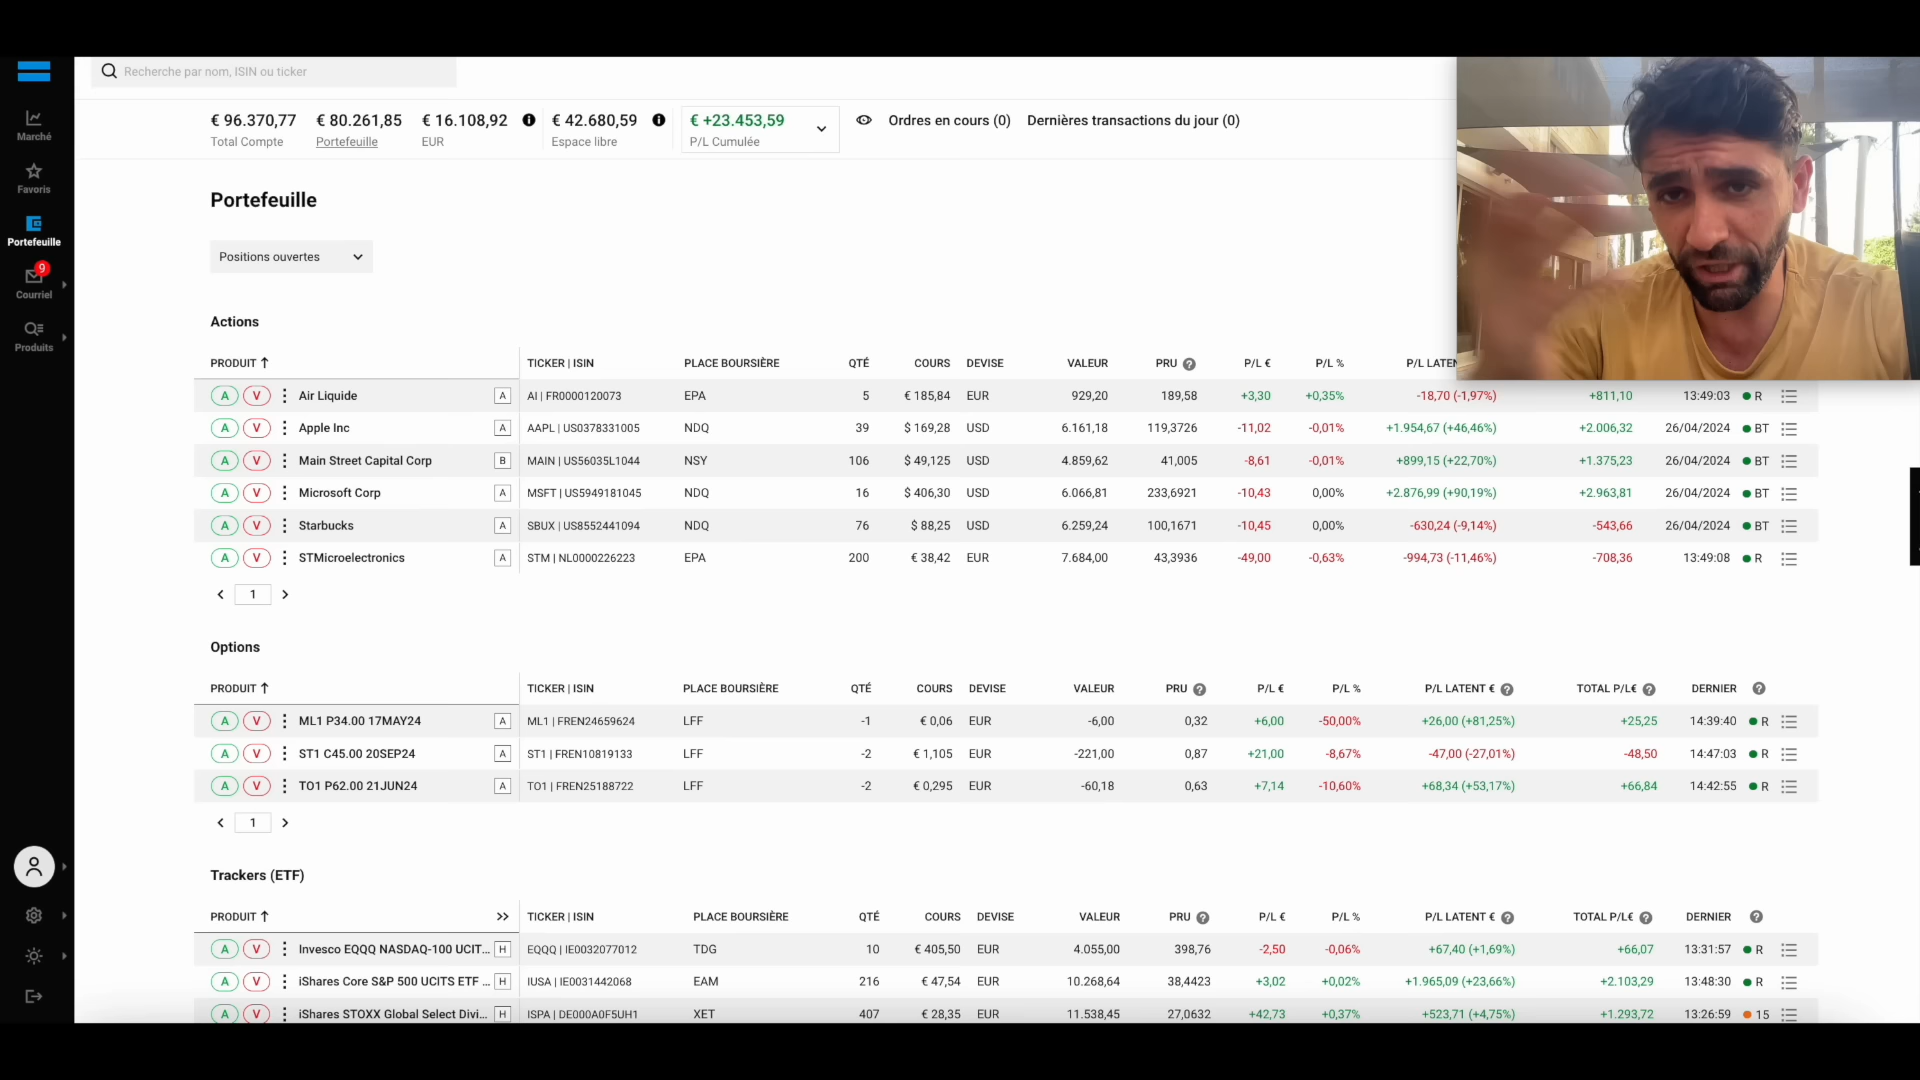 Recherche par nom, ISIN ou ticker
€ 96.370,77 € 80.261,85 € 16.108,92 € 42.680,59 € +23.453,59 Ordres en cours (0) Dernières transactions du jour (0)
Total Compte Portefeuille EUR Espace libre P/L Cumulée
Marché
Favoris
Portefeuille
9
Courriel
Produits
Portefeuille
Positions ouvertes
Actions
PRODUIT ↑ TICKER | ISIN PLACE BOURSIÈRE QTÉ COURS DEVISE VALEUR PRU ? P/L € P/L % P/L LATEN
A V Air Liquide A AI | FR0000120073 EPA 5 € 185,84 EUR 929,20 189,58 +3,30 +0,35% -18,70 (-1,97%) +811,10 13:49:03 R
A V Apple Inc A AAPL | US0378331005 NDQ 39 $ 169,28 USD 6.161,18 119,3726 -11,02 -0,01% +1.954,67 (+46,46%) +2.006,32 26/04/2024 BT
A V Main Street Capital Corp B MAIN | US56035L1044 NSY 106 $ 49,125 USD 4.859,62 41,005 -8,61 -0,01% +899,15 (+22,70%) +1.375,23 26/04/2024 BT
A V Microsoft Corp A MSFT | US5949181045 NDQ 16 $ 406,30 USD 6.066,81 233,6921 -10,43 0,00% +2.876,99 (+90,19%) +2.963,81 26/04/2024 BT
A V Starbucks A SBUX | US8552441094 NDQ 76 $ 88,25 USD 6.259,24 100,1671 -10,45 0,00% -630,24 (-9,14%) -543,66 26/04/2024 BT
A V STMicroelectronics A STM | NL0000226223 EPA 200 € 38,42 EUR 7.684,00 43,3936 -49,00 -0,63% -994,73 (-11,46%) -708,36 13:49:08 R
1
Options
PRODUIT ↑ TICKER | ISIN PLACE BOURSIÈRE QTÉ COURS DEVISE VALEUR PRU ? P/L € P/L % P/L LATENT € ? TOTAL P/L€ ? DERNIER ?
A V ML1 P34.00 17MAY24 A ML1 | FREN24659624 LFF -1 € 0,06 EUR -6,00 0,32 +6,00 -50,00% +26,00 (+81,25%) +25,25 14:39:40 R
A V ST1 C45.00 20SEP24 A ST1 | FREN10819133 LFF -2 € 1,105 EUR -221,00 0,87 +21,00 -8,67% -47,00 (-27,01%) -48,50 14:47:03 R
A V TO1 P62.00 21JUN24 A TO1 | FREN25188722 LFF -2 € 0,295 EUR -60,18 0,63 +7,14 -10,60% +68,34 (+53,17%) +66,84 14:42:55 R
1
Trackers (ETF)
PRODUIT ↑ >> TICKER | ISIN PLACE BOURSIÈRE QTÉ COURS DEVISE VALEUR PRU ? P/L € P/L % P/L LATENT € ? TOTAL P/L€ ? DERNIER ?
A V Invesco EQQQ NASDAQ-100 UCIT... H EQQQ | IE0032077012 TDG 10 € 405,50 EUR 4.055,00 398,76 -2,50 -0,06% +67,40 (+1,69%) +66,07 13:31:57 R
A V iShares Core S&P 500 UCITS ETF ... H IUSA | IE0031442068 EAM 216 € 47,54 EUR 10.268,64 38,4423 +3,02 +0,02% +1.965,09 (+23,66%) +2.103,29 13:48:30 R
A V iShares STOXX Global Select Divi... H ISPA | DE000A0F5UH1 XET 407 € 28,35 EUR 11.538,45 27,0632 +42,73 +0,37% +523,71 (+4,75%) +1.293,72 13:26:59 15